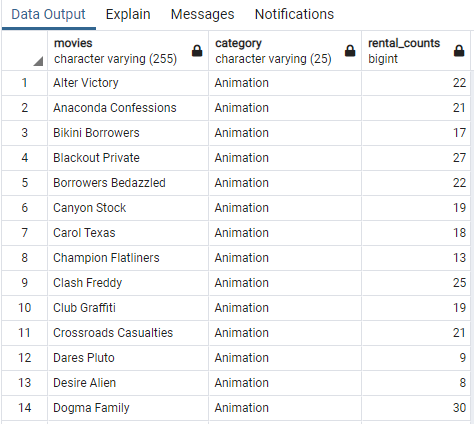 Data Output Explain Messages Notifications
movies category rental_counts
character varying (255) character varying (25) bigint
1 Alter Victory Animation 22
2 Anaconda Confessions Animation 21
3 Bikini Borrowers Animation 17
4 Blackout Private Animation 27
5 Borrowers Bedazzled Animation 22
6 Canyon Stock Animation 19
7 Carol Texas Animation 18
8 Champion Flatliners Animation 13
9 Clash Freddy Animation 25
10 Club Graffiti Animation 19
11 Crossroads Casualties Animation 21
12 Dares Pluto Animation 9
13 Desire Alien Animation 8
14 Dogma Family Animation 30